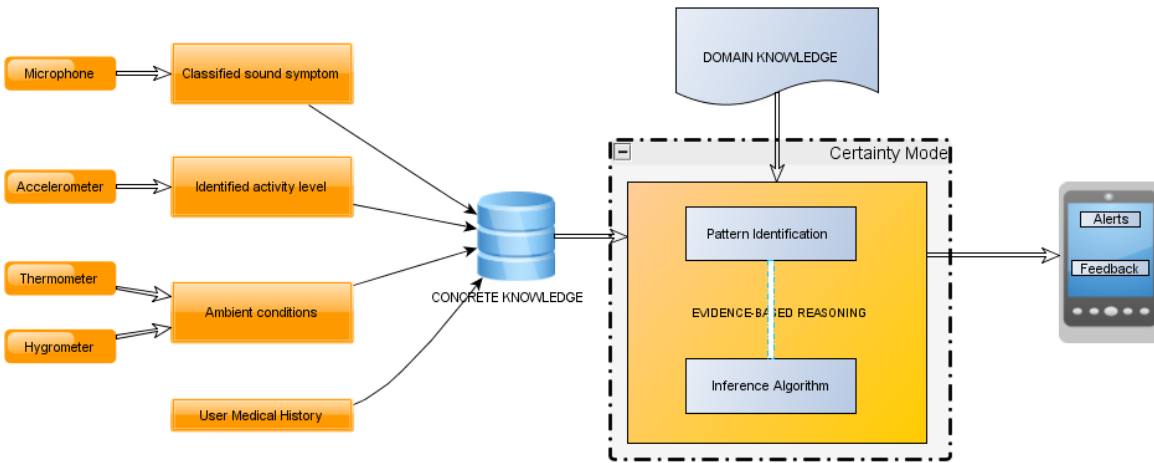 Microphone
Classified sound symptom
DOMAIN KNOWLEDGE
Certainty Mode
Accelerometer
Identified activity level
Pattern Identification
Alerts
Feedback
Thermometer
Hygrometer
Ambient conditions
CONCRETE KNOWLEDGE
EVIDENCE-BASED REASONING
Inference Algorithm
User Medical History